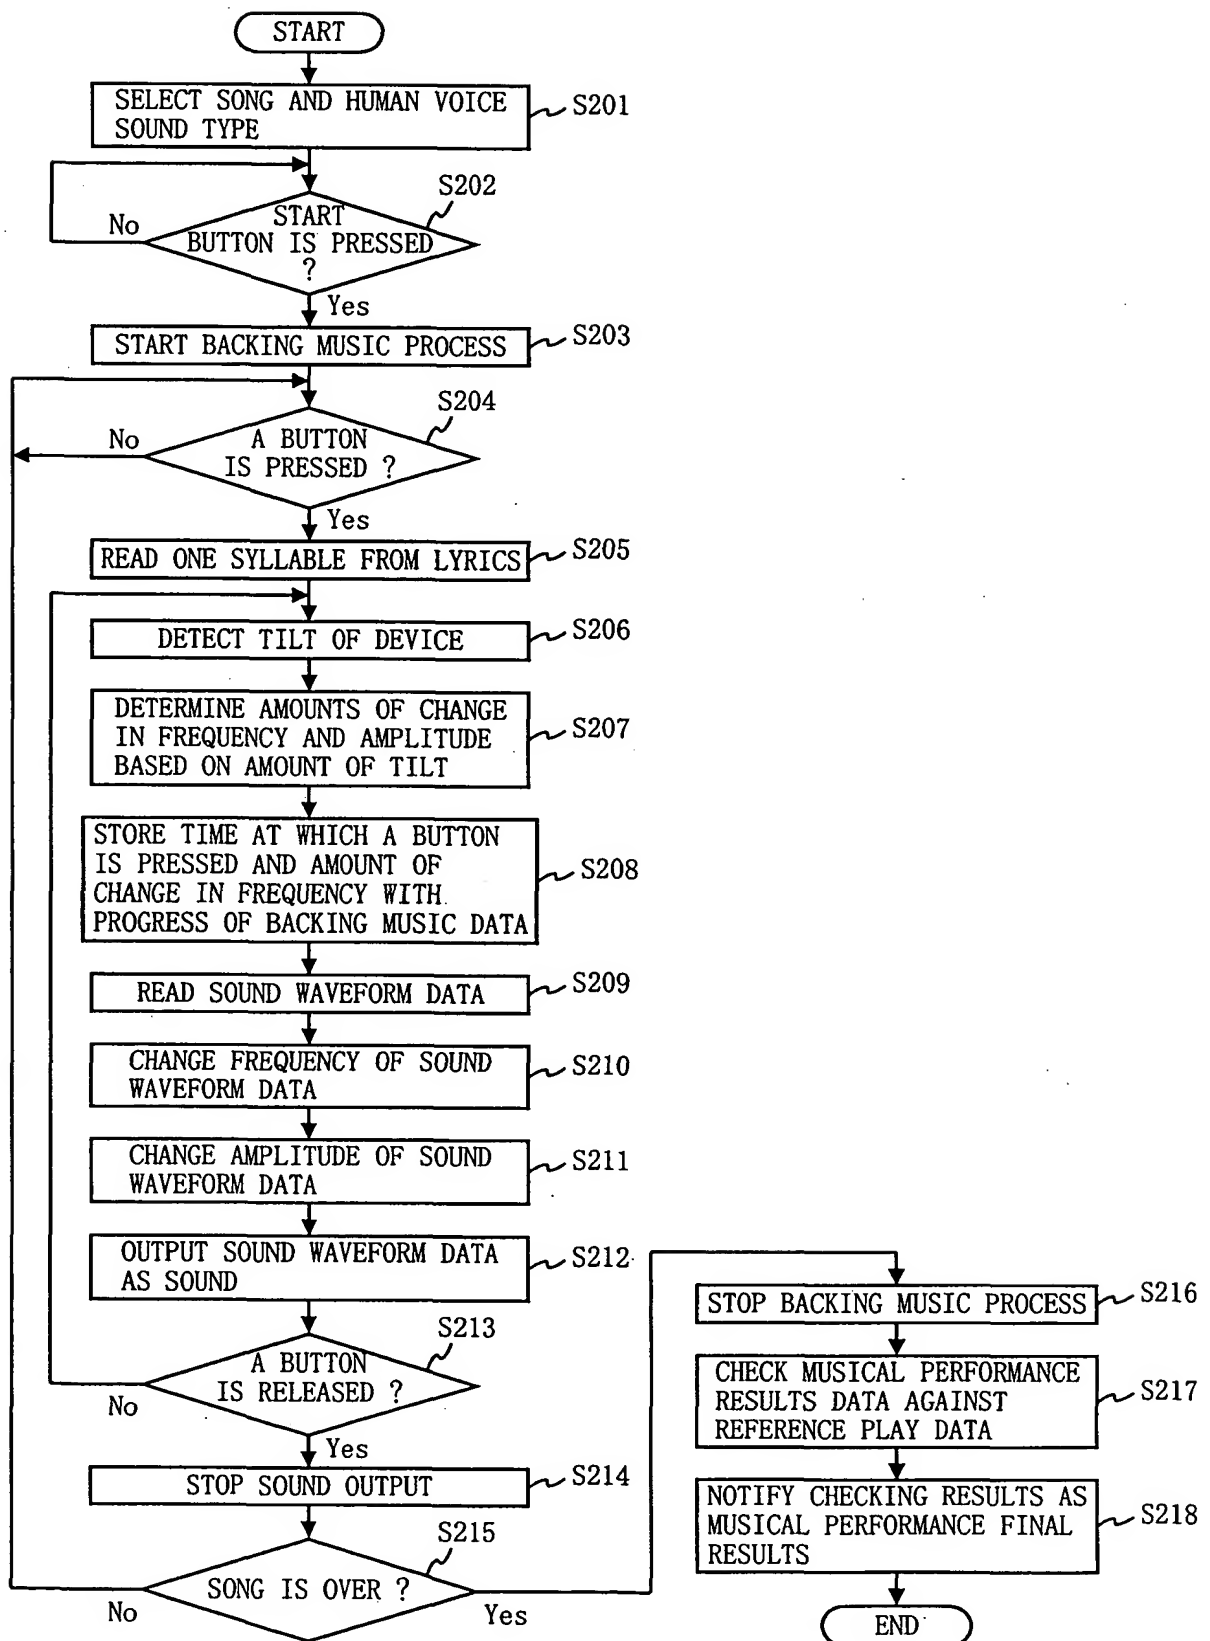 START
SELECT SONG AND HUMAN VOICE
SOUND TYPE
S201
S202
START
BUTTON IS PRESSED
?
No
Yes
START BACKING MUSIC PROCESS
S203
S204
A BUTTON
IS PRESSED ?
No
Yes
READ ONE SYLLABLE FROM LYRICS
S205
DETECT TILT OF DEVICE
S206
DETERMINE AMOUNTS OF CHANGE
IN FREQUENCY AND AMPLITUDE
BASED ON AMOUNT OF TILT
S207
STORE TIME AT WHICH A BUTTON
IS PRESSED AND AMOUNT OF
CHANGE IN FREQUENCY WITH
PROGRESS OF BACKING MUSIC DATA
S208
READ SOUND WAVEFORM DATA
S209
CHANGE FREQUENCY OF SOUND
WAVEFORM DATA
S210
CHANGE AMPLITUDE OF SOUND
WAVEFORM DATA
S211
OUTPUT SOUND WAVEFORM DATA
AS SOUND
S212
S213
A BUTTON
IS RELEASED ?
No
Yes
STOP SOUND OUTPUT
S214
S215
SONG IS OVER ?
No
Yes
STOP BACKING MUSIC PROCESS
S216
CHECK MUSICAL PERFORMANCE
RESULTS DATA AGAINST
REFERENCE PLAY DATA
S217
NOTIFY CHECKING RESULTS AS
MUSICAL PERFORMANCE FINAL
RESULTS
S218
END